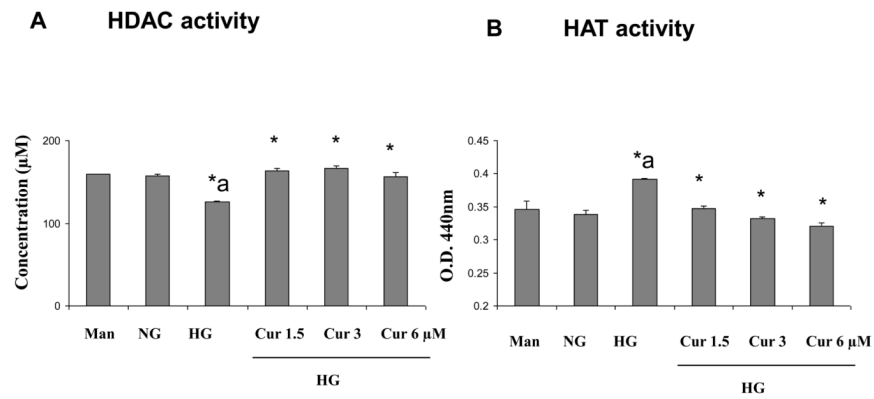 A HDAC activity
Concentration (µM)
200
100
0
*a
*
*
*
Man NG HG Cur 1.5 Cur 3 Cur 6 µM
HG
B HAT activity
O.D. 440nm
0.45
0.4
0.35
0.3
0.25
0.2
*a
*
*
*
Man NG HG Cur 1.5 Cur 3 Cur 6 µM
HG